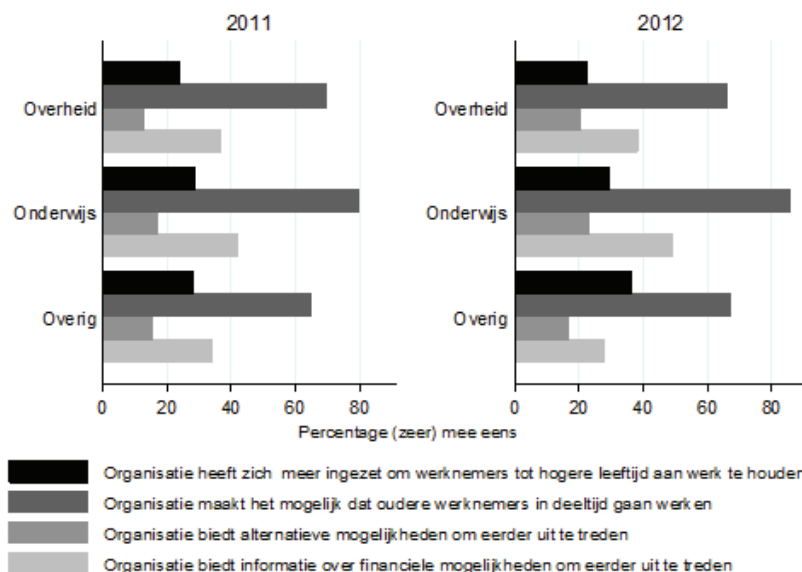 2011
2012
Overheid
Onderwijs
Overig
0 20 40 60 80
Overheid
Onderwijs
Overig
0 20 40 60 80
Percentage (zeer) mee eens
Organisatie heeft zich meer ingezet om werknemers tot hogere leeftijd aan werk te houden
Organisatie maakt het mogelijk dat oudere werknemers in deeltijd gaan werken
Organisatie biedt alternatieve mogelijkheden om eerder uit te treden
Organisatie biedt informatie over financiele mogelijkheden om eerder uit te treden